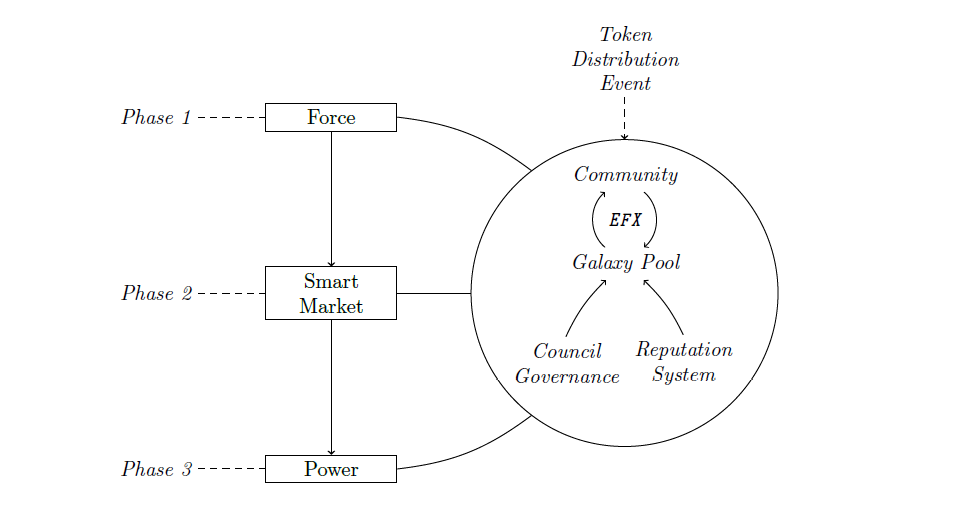 Token
Distribution
Event
Phase 1
Force
Community
EFX
Galaxy Pool
Phase 2
Smart
Market
Council
Governance
Reputation
System
Phase 3
Power